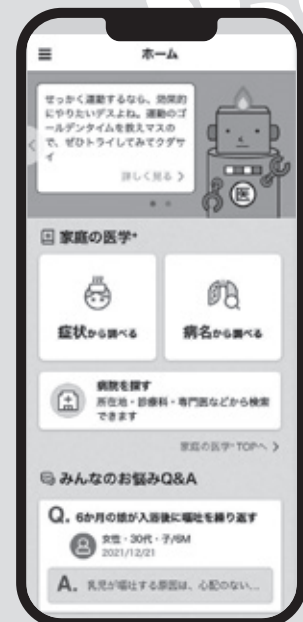 ホーム
せっかく運動するなら、効果的
にやりたいデスよね。運動のゴ
ールデンタイムを教えマスの
で、ぜひトライしてみてクダサ
イ
詳しく見る
医
家庭の医学+
症状から調べる
病名から調べる
病院を探す
所在地・診療科・専門医などから検索
できます
家庭の医学+TOPへ
みんなのお悩みQ&A
Q. 6か月の娘が入浴後に嘔吐を繰り返す
女性・30代・子/6M
2021/12/21
A. 乳児が嘔吐する原因は、心配のない...